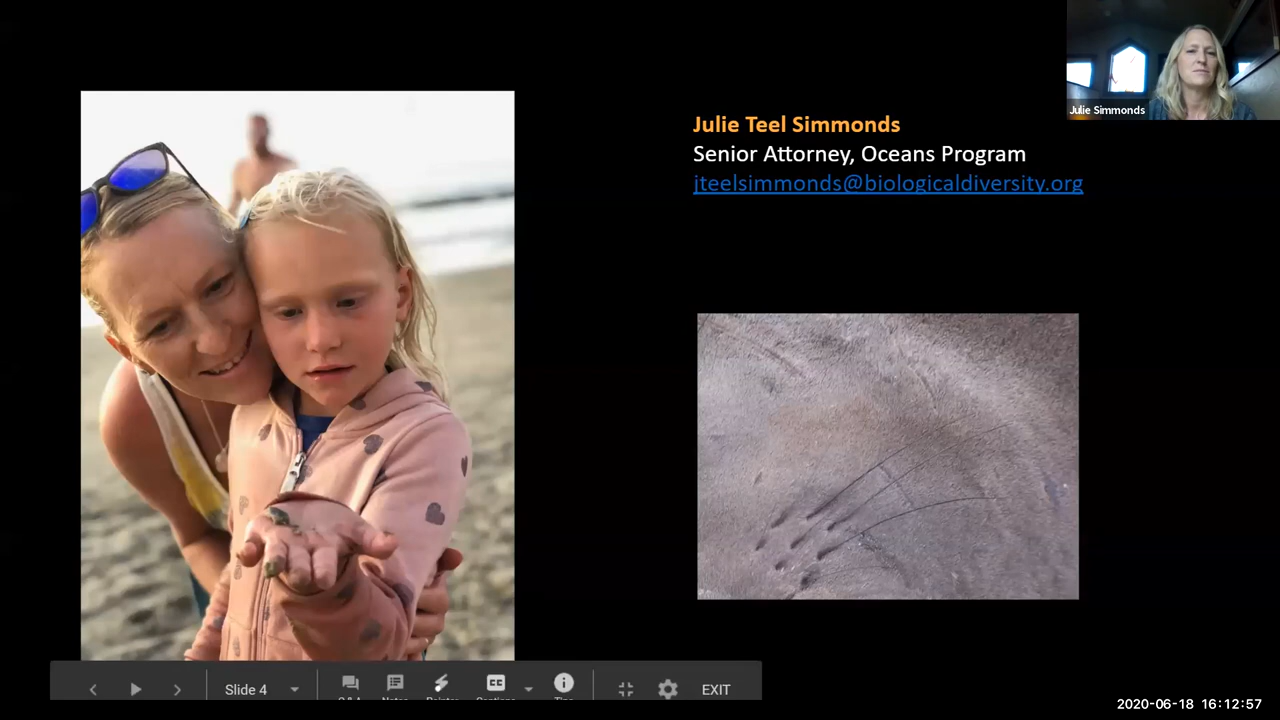 Julie Simmonds
Julie Teel Simmonds
Senior Attorney, Oceans Program
jteelsimmonds@biologicaldiversity.org
Slide 4
EXIT
2020-06-18 16:12:57